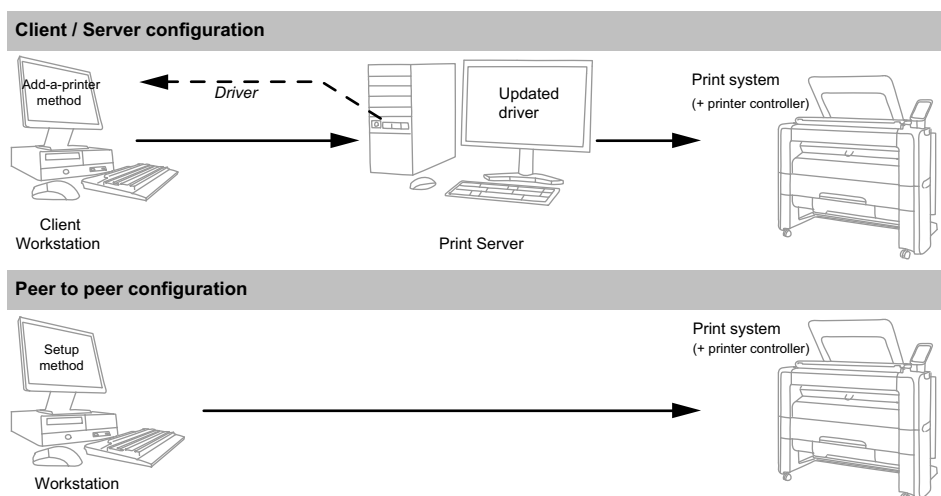 Client / Server configuration
Add-a-printer
method
Driver
Updated
driver
Print system
(+ printer controller)
Client
Workstation
Print Server
Peer to peer configuration
Setup
method
Print system
(+ printer controller)
Workstation